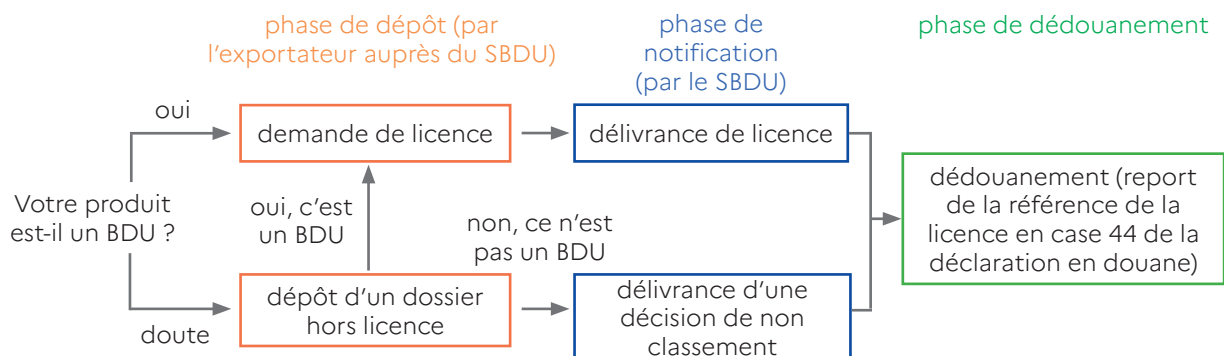 phase de dépôt (par
l'exportateur auprès du SBDU)
phase de
notification
(par le SBDU)
phase de dédouanement
oui
demande de licence
délivrance de licence
Votre produit
est-il un BDU ?
oui, c'est
un BDU
non, ce n'est
pas un BDU
dédouanement (report
de la référence de la
licence en case 44 de la
déclaration en douane)
doute
dépôt d'un dossier
hors licence
délivrance d'une
décision de non
classement